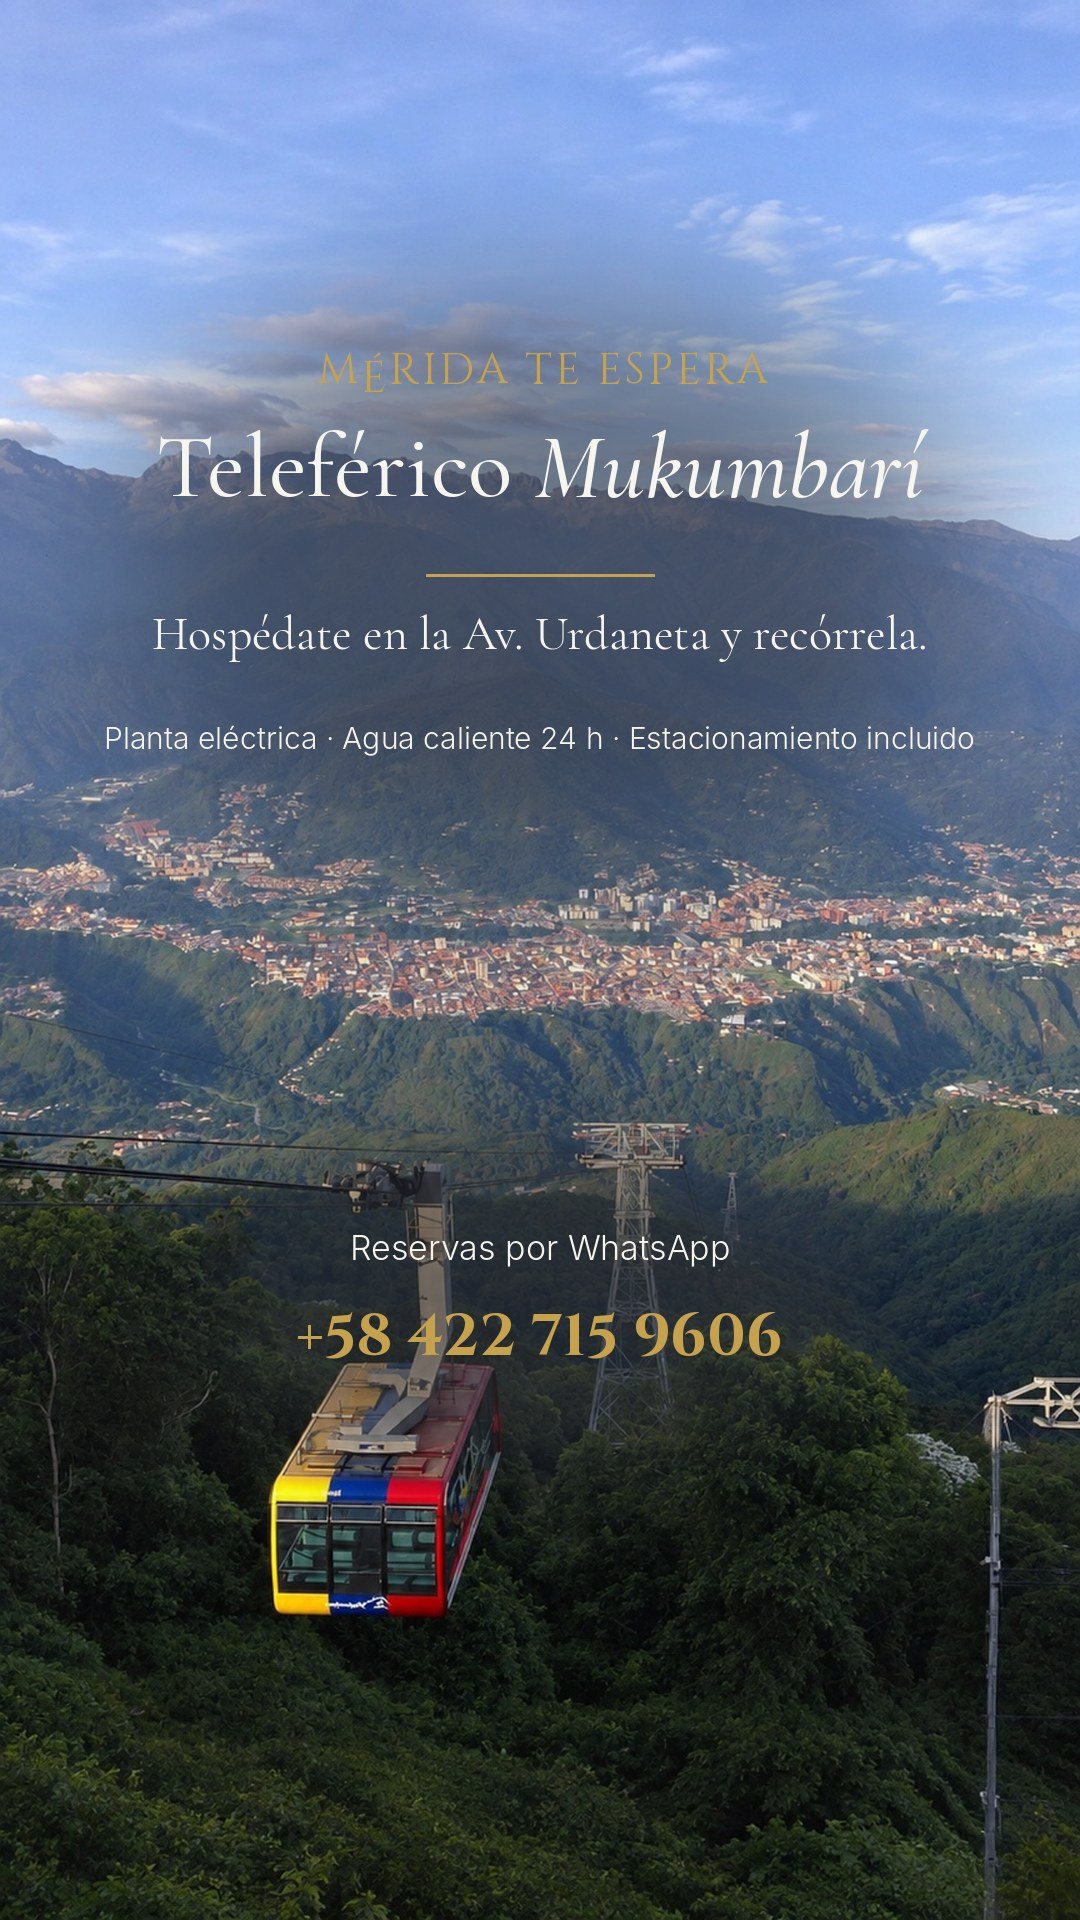 MÉRIDA TE ESPERA
Teleférico Mukumbarí
Hospédate en la Av. Urdaneta y recórrela.
Planta eléctrica · Agua caliente 24 h · Estacionamiento incluido
Reservas por WhatsApp
+58 422 715 9606